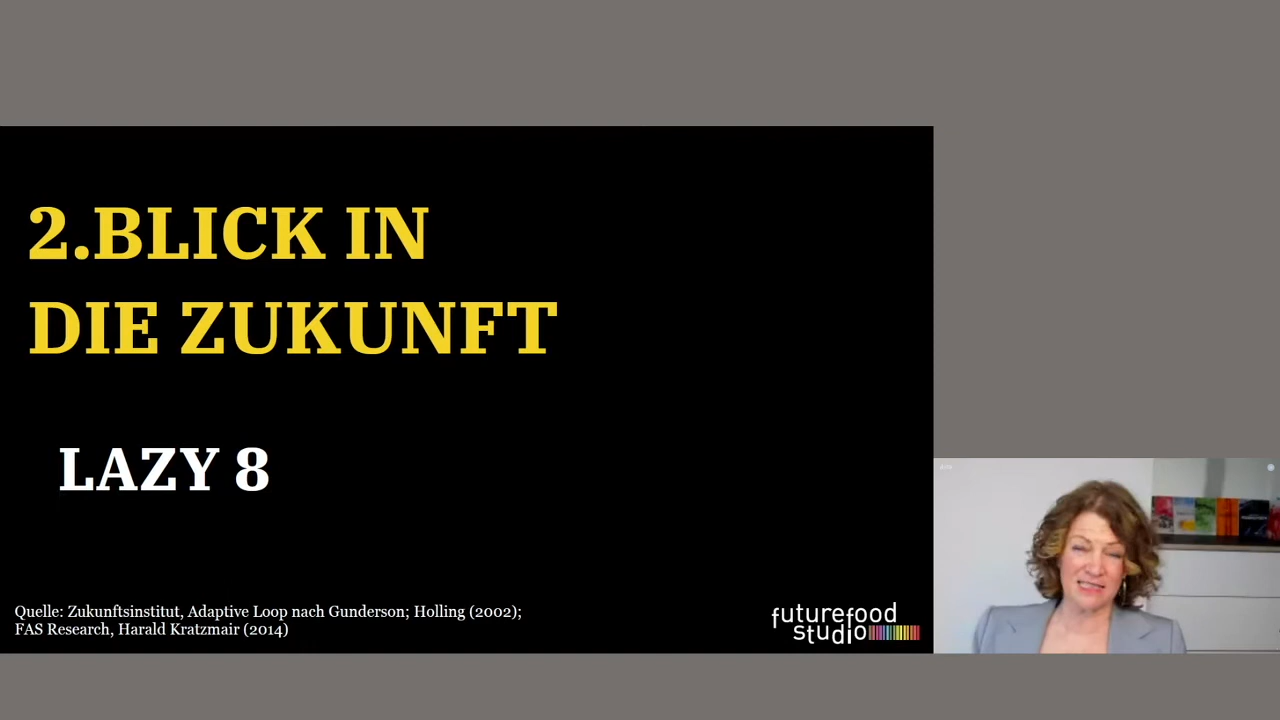 2.BLICK IN
DIE ZUKUNFT
LAZY 8
Quelle: Zukunftsinstitut, Adaptive Loop nach Gunderson; Holling (2002);
FAS Research, Harald Kratzmair (2014)
futurefood
studio